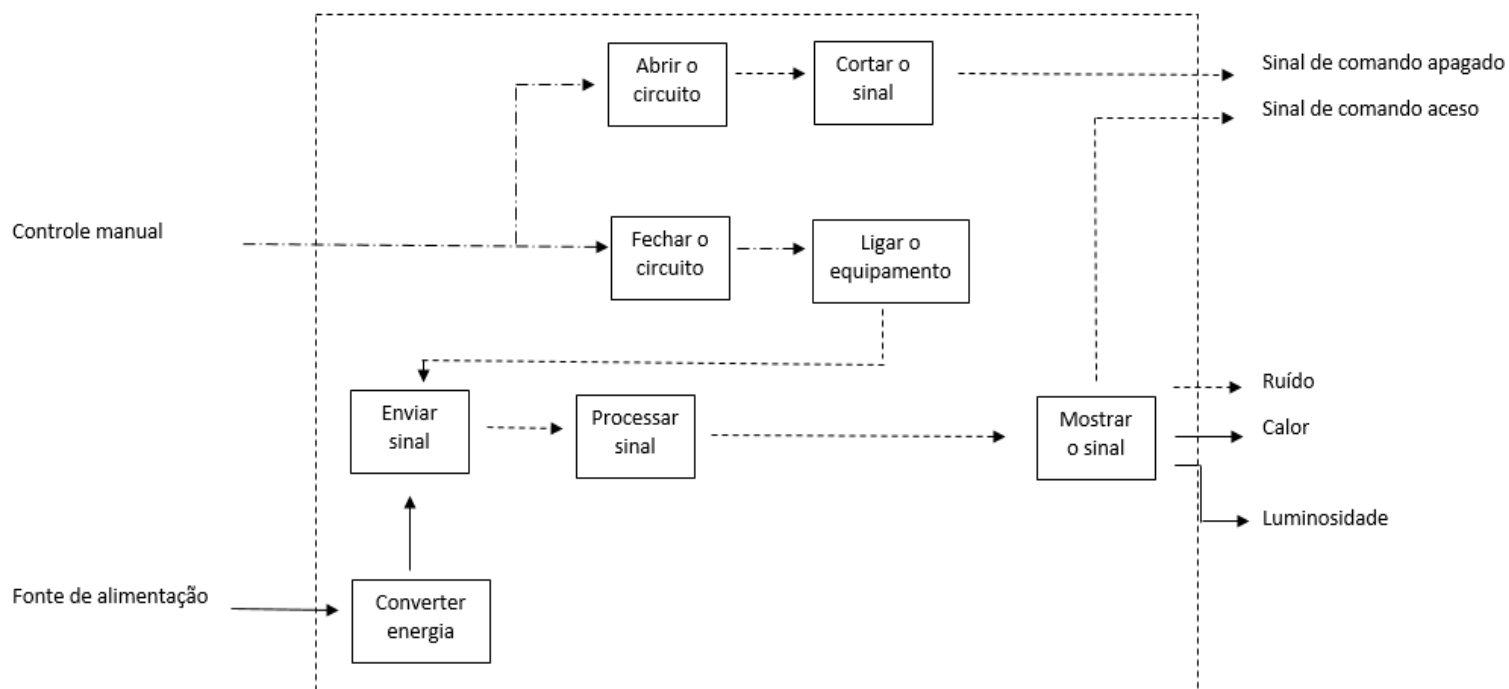 Abrir o
circuito
Cortar o
sinal
Sinal de comando apagado
Sinal de comando aceso
Controle manual
Fechar o
circuito
Ligar o
equipamento
Enviar
sinal
Processar
sinal
Mostrar
o sinal
Ruído
Calor
Luminosidade
Fonte de alimentação
Converter
energia